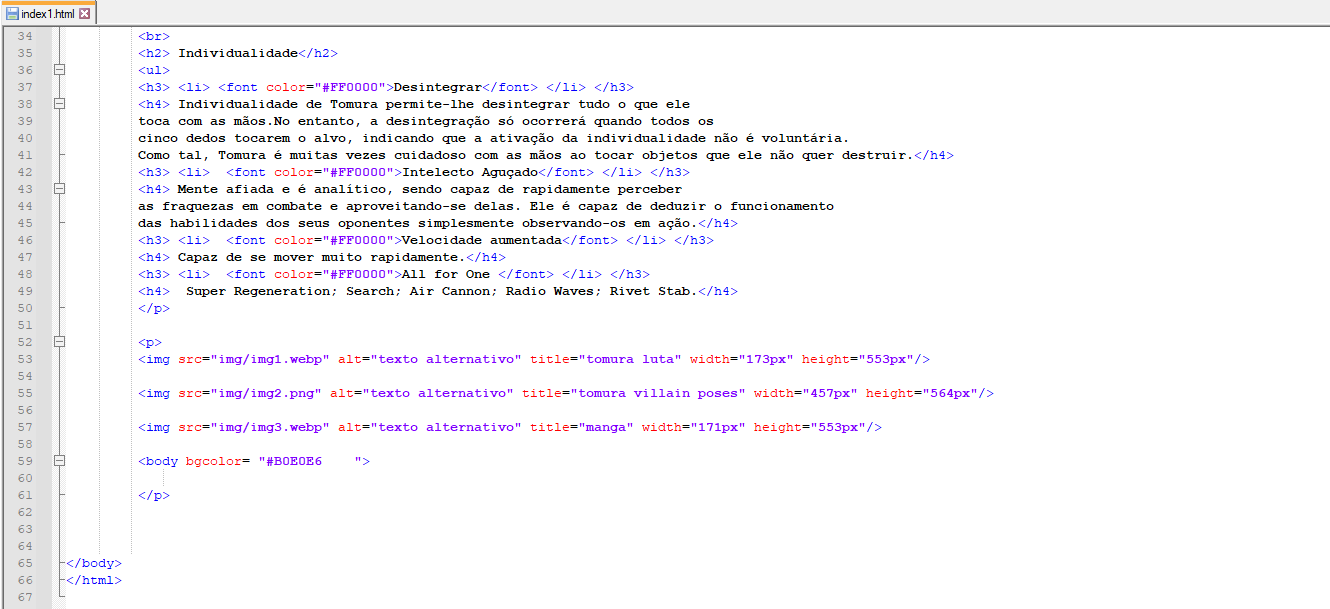 index1.html
34 <br>
35 <h2> Individualidade</h2>
36 <ul>
37 <h3> <li> <font color="#FF0000">Desintegrar</font> </li> </h3>
38 <h4> Individualidade de Tomura permite-lhe desintegrar tudo o que ele
39 toca com as mãos.No entanto, a desintegração só ocorrerá quando todos os
40 cinco dedos tocarem o alvo, indicando que a ativação da individualidade não é voluntária.
41 Como tal, Tomura é muitas vezes cuidadoso com as mãos ao tocar objetos que ele não quer destruir.</h4>
42 <h3> <li>  <font color="#FF0000">Intelecto Aguçado</font> </li> </h3>
43 <h4> Mente afiada e é analítico, sendo capaz de rapidamente perceber
44 as fraquezas em combate e aproveitando-se delas. Ele é capaz de deduzir o funcionamento
45 das habilidades dos seus oponentes simplesmente observando-os em ação.</h4>
46 <h3> <li>  <font color="#FF0000">Velocidade aumentada</font> </li> </h3>
47 <h4> Capaz de se mover muito rapidamente.</h4>
48 <h3> <li>  <font color="#FF0000">All for One </font> </li> </h3>
49 <h4>  Super Regeneration; Search; Air Cannon; Radio Waves; Rivet Stab.</h4>
50 </p>
51
52 <p>
53 <img src="img/img1.webp" alt="texto alternativo" title="tomura luta" width="173px" height="553px"/>
54
55 <img src="img/img2.png" alt="texto alternativo" title="tomura villain poses" width="457px" height="564px"/>
56
57 <img src="img/img3.webp" alt="texto alternativo" title="manga" width="171px" height="553px"/>
58
59 <body bgcolor= "#B0E0E6    ">
60
61 </p>
62
63
64
65 </body>
66 </html>
67